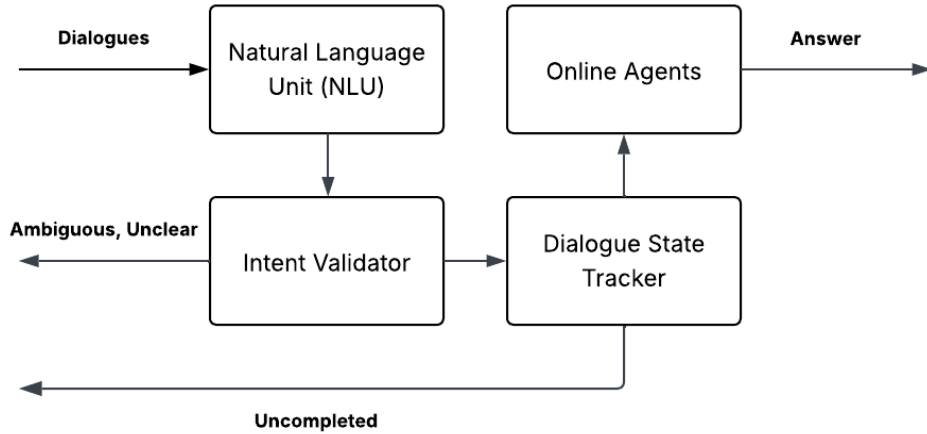 Dialogues
Natural Language
Unit (NLU)
Online Agents
Answer
Ambiguous, Unclear
Intent Validator
Dialogue State
Tracker
Uncompleted